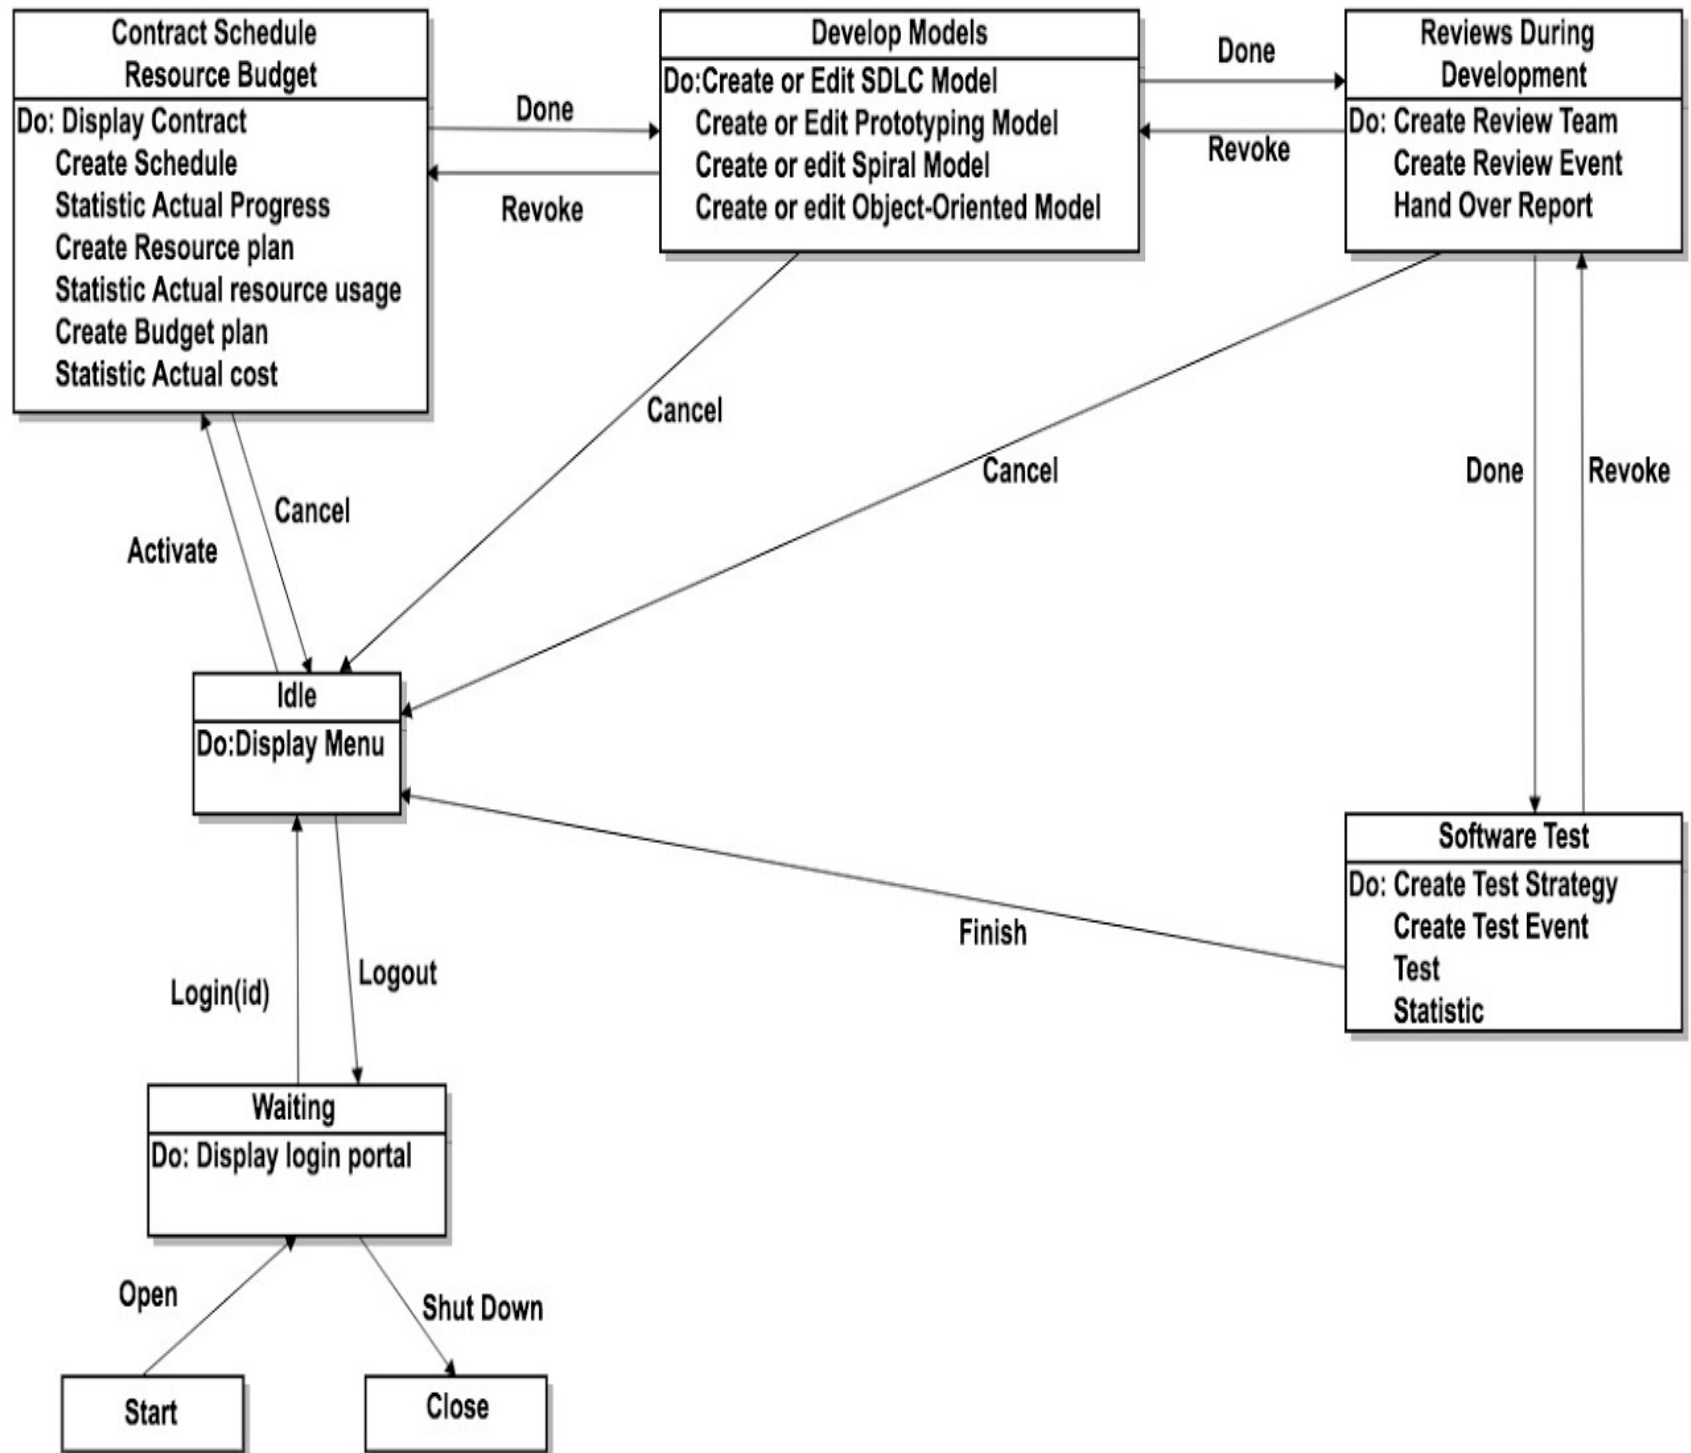 Contract Schedule
Resource Budget
Do: Display Contract
Create Schedule
Statistic Actual Progress
Create Resource plan
Statistic Actual resource usage
Create Budget plan
Statistic Actual cost
Done
Revoke
Develop Models
Do:Create or Edit SDLC Model
Create or Edit Prototyping Model
Create or edit Spiral Model
Create or edit Object-Oriented Model
Done
Revoke
Reviews During
Development
Do: Create Review Team
Create Review Event
Hand Over Report
Activate
Cancel
Cancel
Cancel
Done
Revoke
Idle
Do:Display Menu
Finish
Software Test
Do: Create Test Strategy
Create Test Event
Test
Statistic
Login(id)
Logout
Waiting
Do: Display login portal
Open
Shut Down
Start
Close